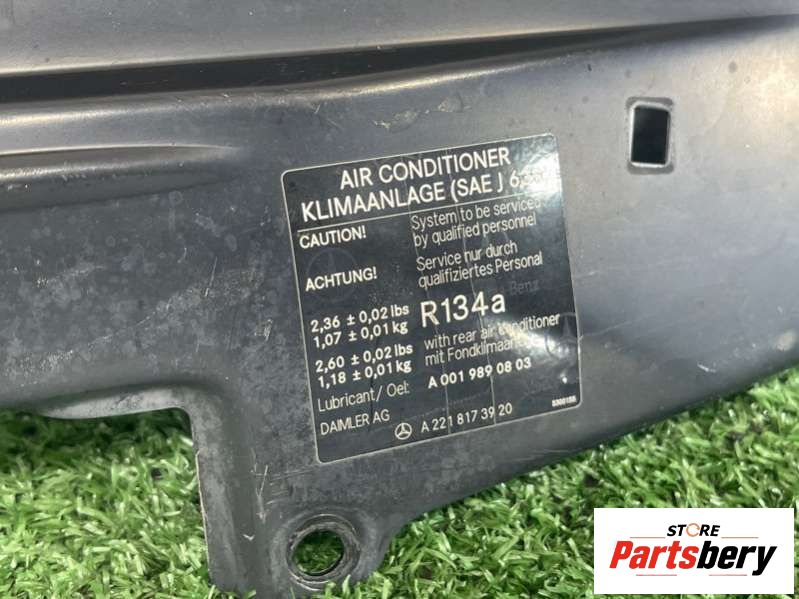 AIR CONDITIONER
KLIMAANLAGE (SAE J
CAUTION!
System to be serviced
by qualified personnel
ACHTUNG!
Service nur durch
qualifiziertes Personal
2,36 ± 0,02 lbs
1,07 ± 0,01 kg
R134a
2,60 ± 0,02 lbs
1,18 ± 0,01 kg
with rear air conditioner
mit
Lubricant/ Oel:
A 001 989 08 03
DAIMLER AG
A 221 817 39 20
STORE
Partsbery